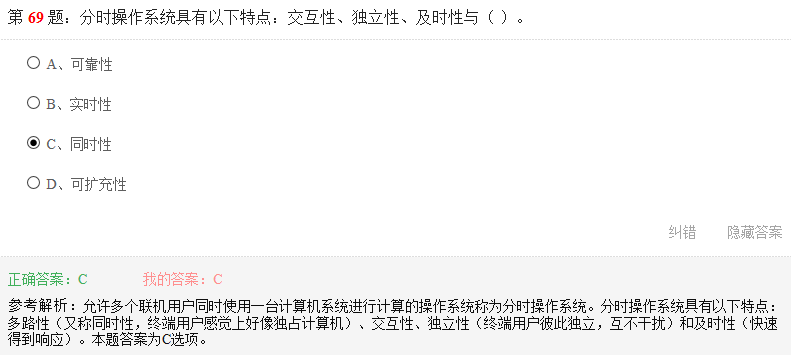 第 69 题：分时操作系统具有以下特点：交互性、独立性、及时性与（ ）。
A、可靠性
B、实时性
C、同时性
D、可扩充性
纠错 隐藏答案
正确答案：C 我的答案：C
参考解析：允许多个联机用户同时使用一台计算机系统进行计算的操作系统称为分时操作系统。分时操作系统具有以下特点：
多路性（又称同时性，终端用户感觉上好像独占计算机）、交互性、独立性（终端用户彼此独立，互不干扰）和及时性（快速
得到响应）。本题答案为C选项。